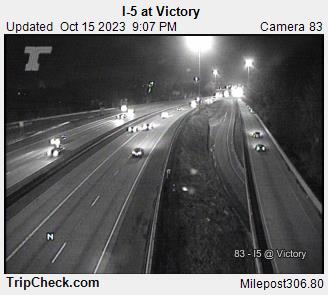 I-5 at Victory
Updated Oct 15 2023 9:07 PM Camera 83
T
N
83 - I5 @ Victory
TripCheck.com Milepost306.80